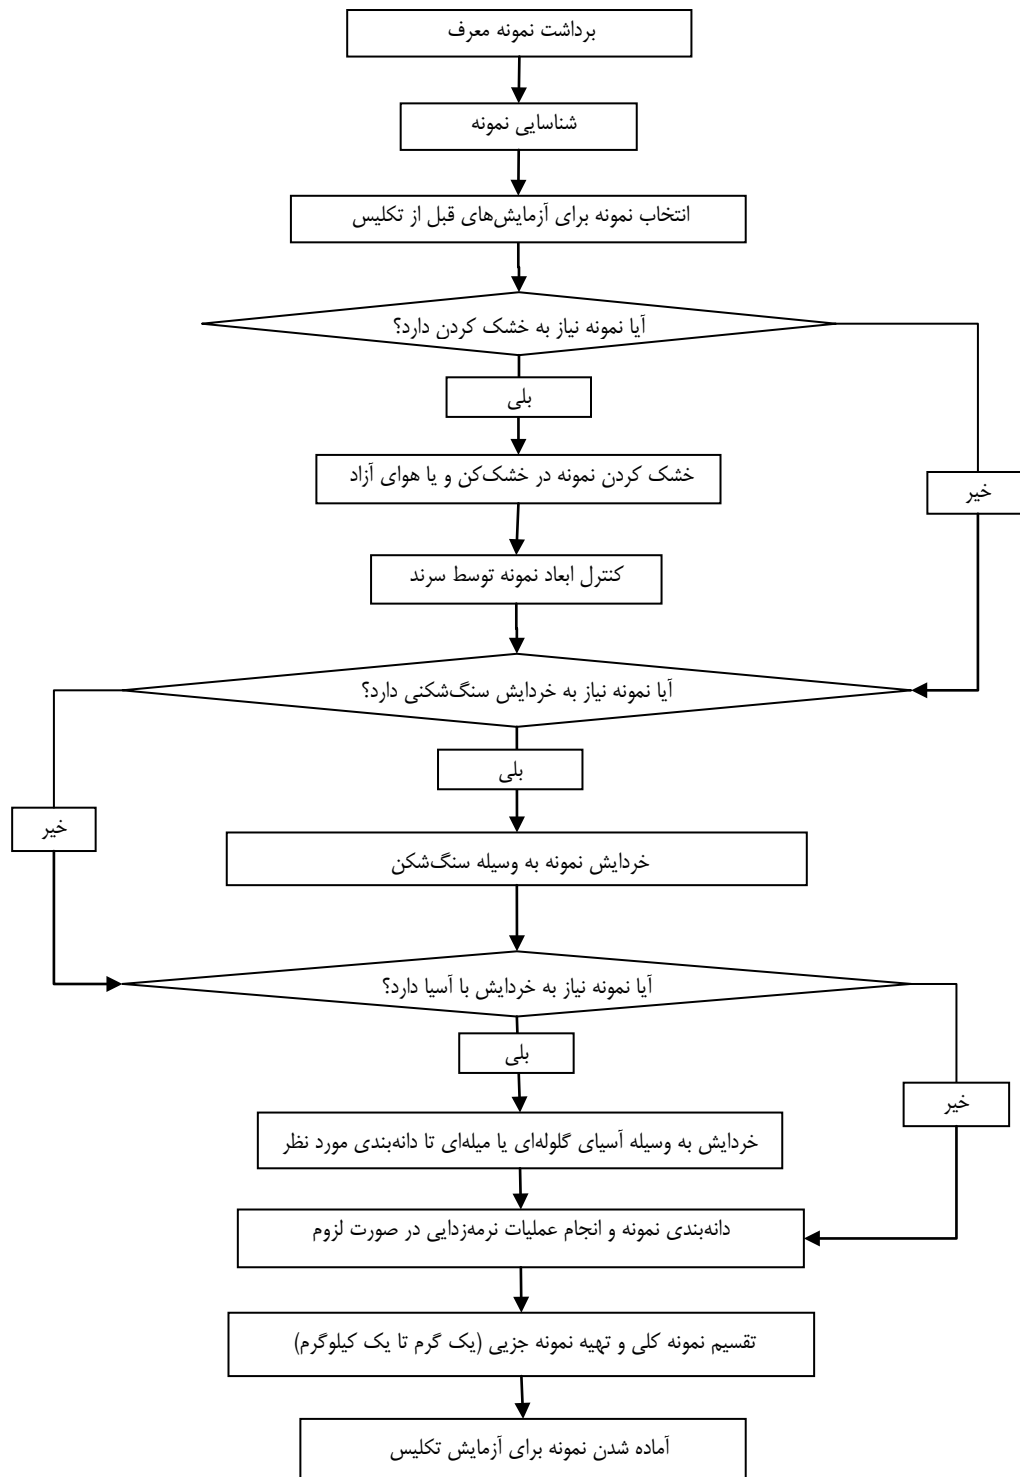 برداشت نمونه معرف
شناسایی نمونه
انتخاب نمونه برای آزمایش‌های قبل از تکلیس
آیا نمونه نیاز به خشک کردن دارد؟
بلی
خشک کردن نمونه در خشک‌کن و یا هوای آزاد
خیر
کنترل ابعاد نمونه توسط سرند
آیا نمونه نیاز به خردایش سنگ‌شکنی دارد؟
بلی
خیر
خردایش نمونه به وسیله سنگ‌شکن
آیا نمونه نیاز به خردایش با آسیا دارد؟
بلی
خیر
خردایش به وسیله آسیای گلوله‌ای یا میله‌ای تا دانه‌بندی مورد نظر
دانه‌بندی نمونه و انجام عملیات نرمه‌زدایی در صورت لزوم
تقسیم نمونه کلی و تهیه نمونه جزیی (یک گرم تا یک کیلوگرم)
آماده شدن نمونه برای آزمایش تکلیس